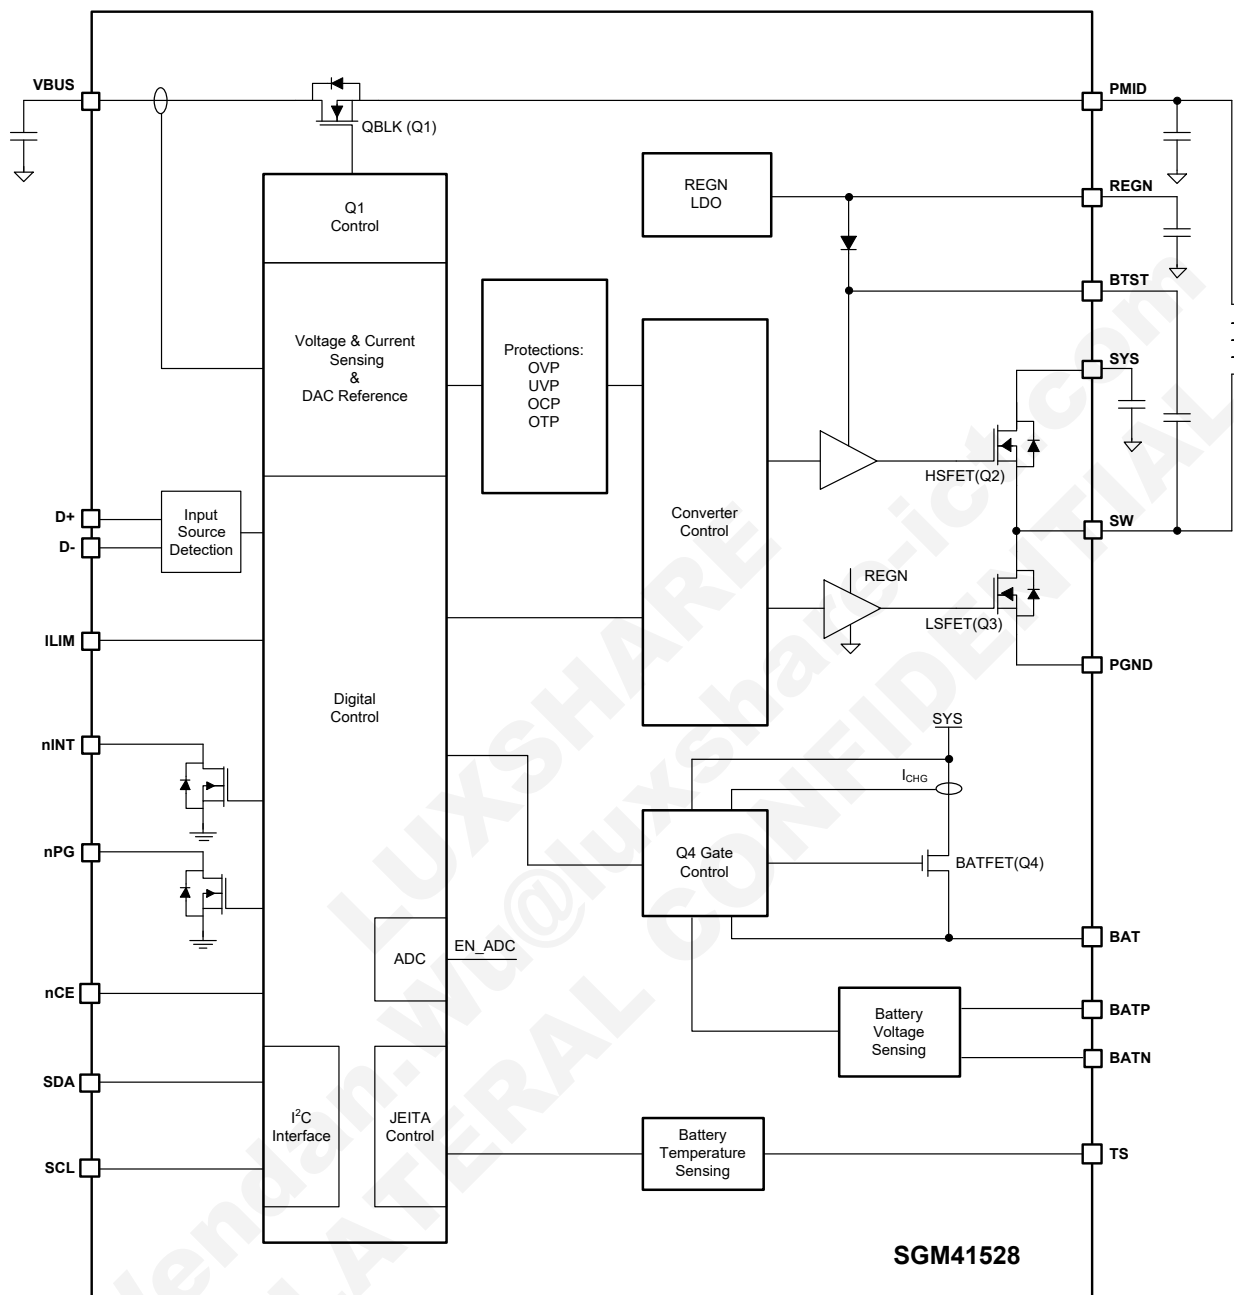 VBUS
PMID
QBLK (Q1)
REGN
LDO
REGN
Q1
Control
BTST
Voltage & Current
Sensing
&
DAC Reference
Protections:
OVP
UVP
OCP
OTP
SYS
HSFET(Q2)
D+
D-
Input
Source
Detection
Converter
Control
SW
REGN
LSFET(Q3)
ILIM
PGND
Digital
Control
nINT
SYS
ICHG
nPG
Q4 Gate
Control
BATFET(Q4)
BAT
ADC
EN_ADC
nCE
Battery
Voltage
Sensing
BATP
BATN
SDA
I2C
Interface
JEITA
Control
Battery
Temperature
Sensing
TS
SCL
SGM41528
LUXSHARE
endan.wu@luxshare-ict.com
LATERAL CONFIDENTIAL